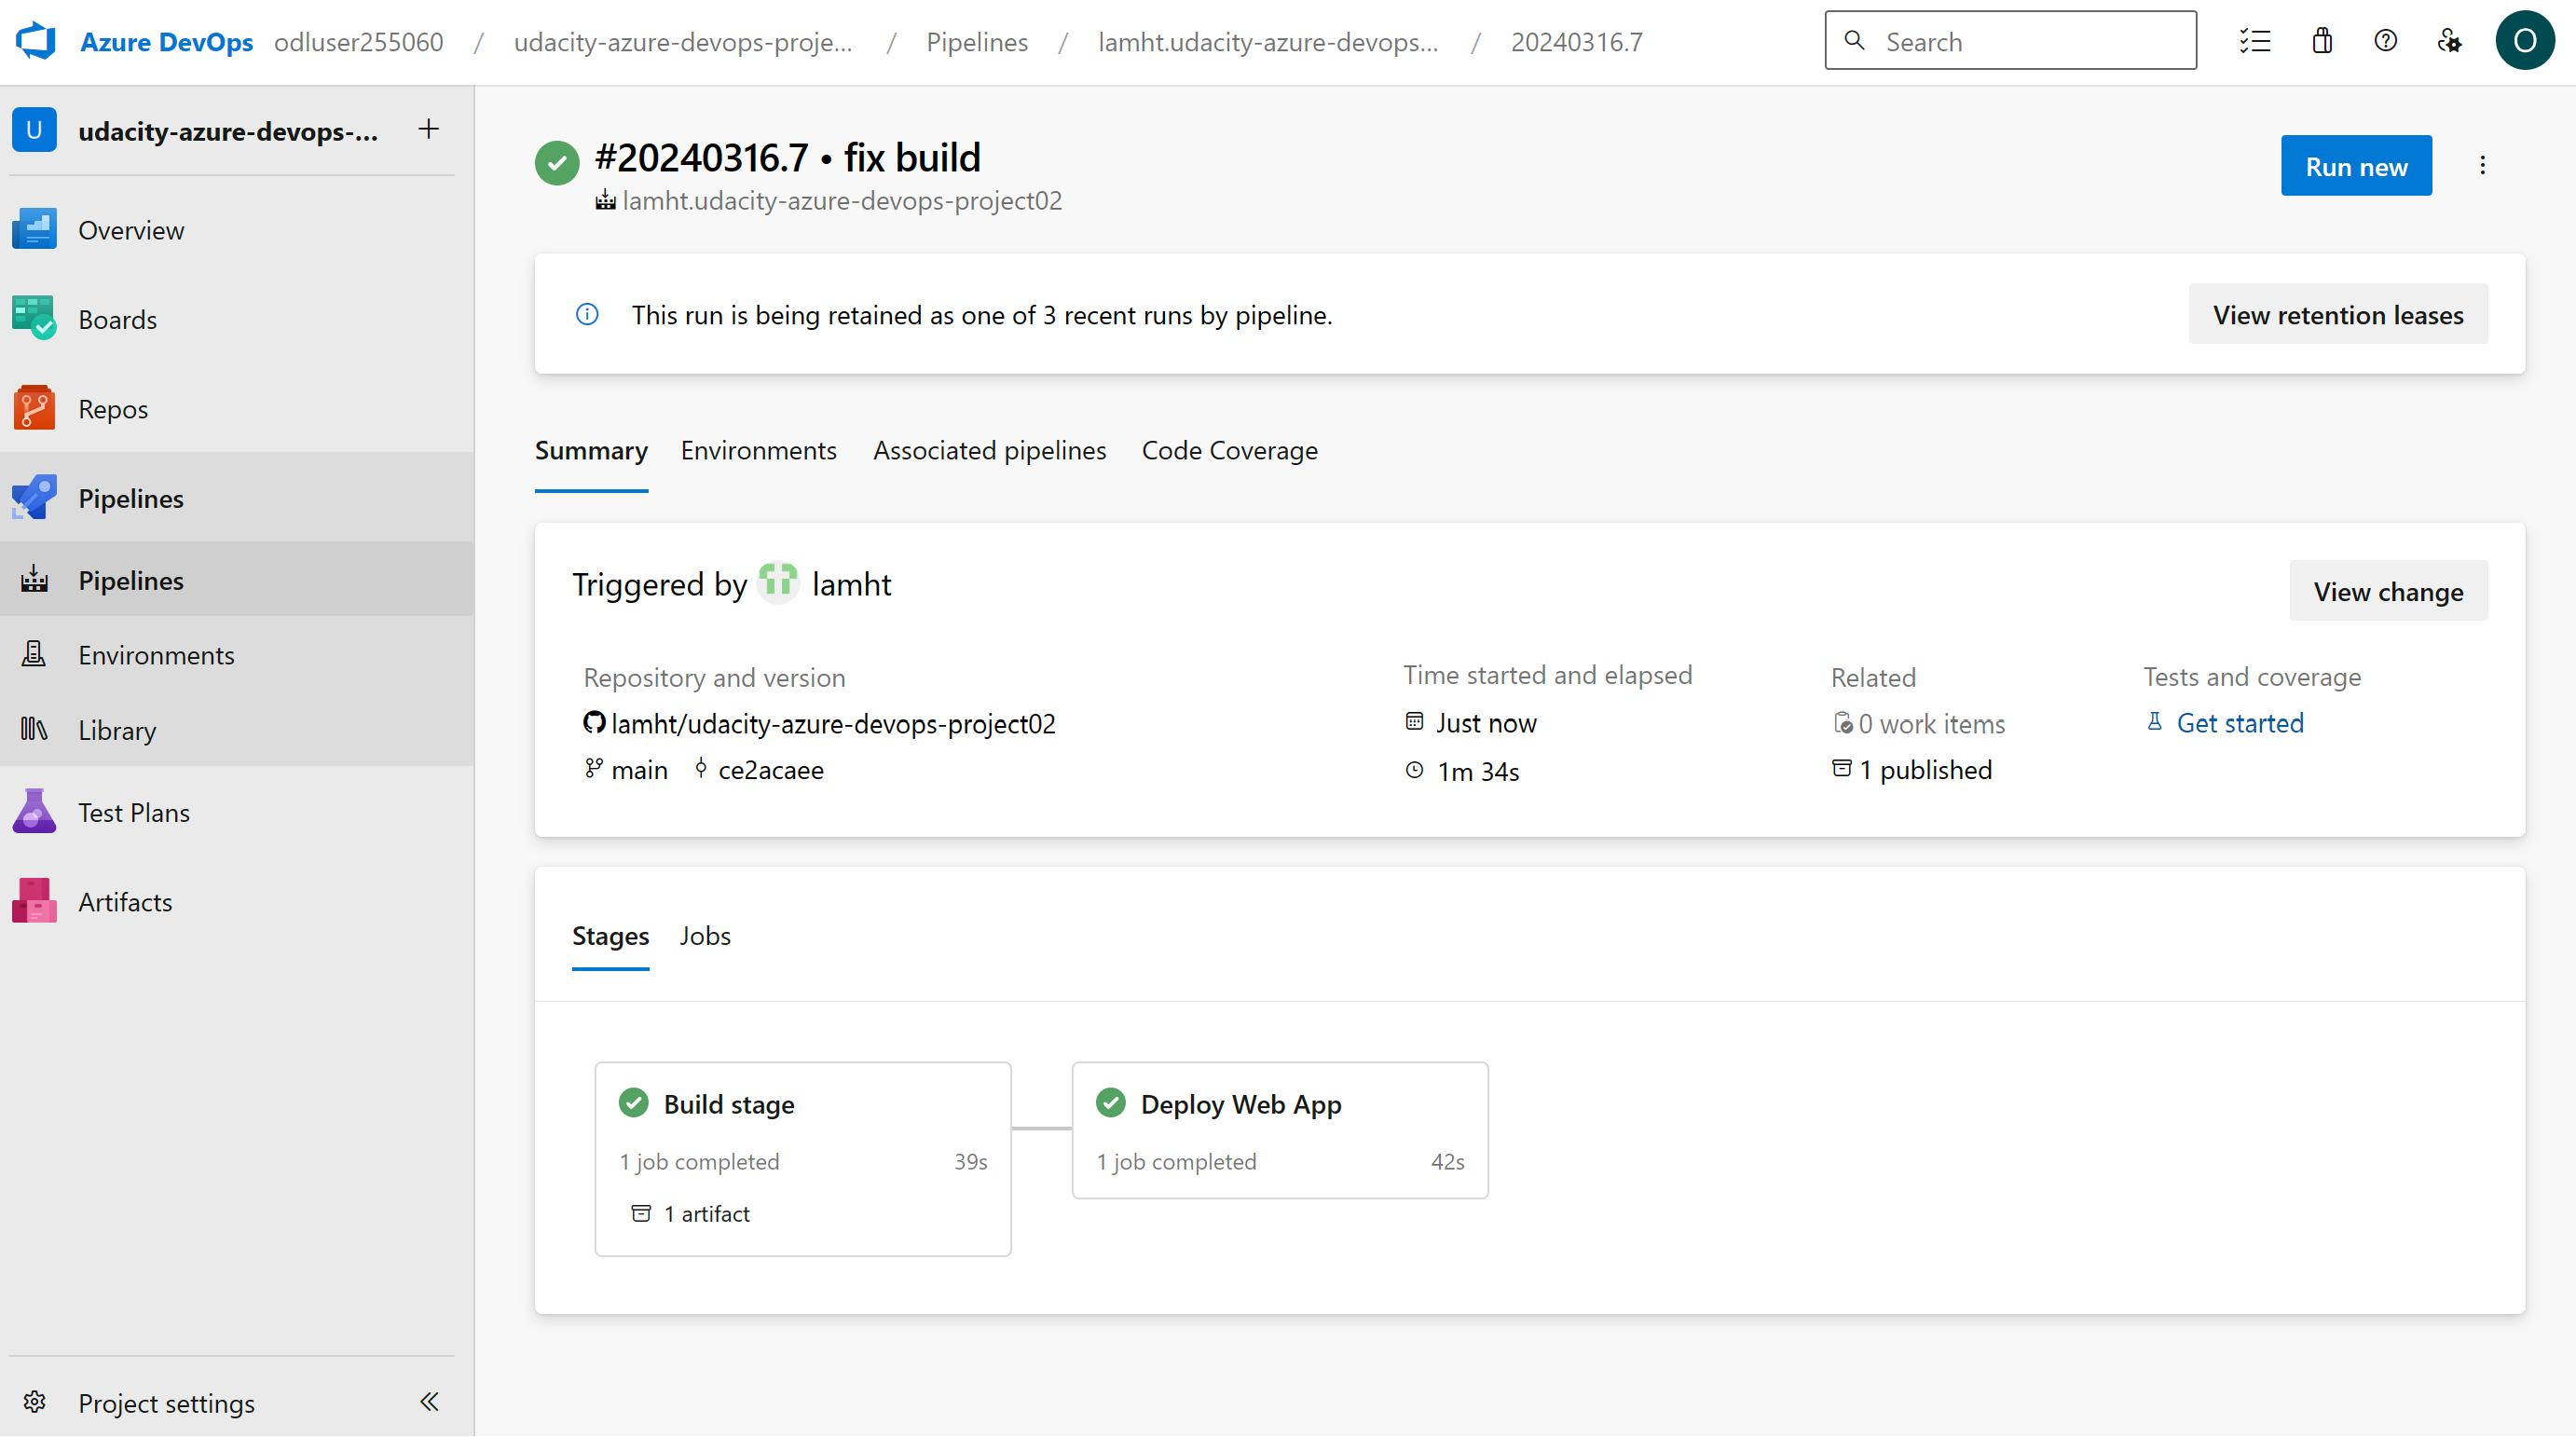 Azure DevOps odluser255060 / udacity-azure-devops-proje... / Pipelines / lamht.udacity-azure-devops... / 20240316.7
Search
O
U udacity-azure-devops-...
Overview
Boards
Repos
Pipelines
Pipelines
Environments
Library
Test Plans
Artifacts
Project settings
#20240316.7 • fix build
lamht.udacity-azure-devops-project02
Run new
This run is being retained as one of 3 recent runs by pipeline.
View retention leases
Summary Environments Associated pipelines Code Coverage
Triggered by lamht
View change
Repository and version
lamht/udacity-azure-devops-project02
main ce2acaee
Time started and elapsed
Just now
1m 34s
Related
0 work items
1 published
Tests and coverage
Get started
Stages Jobs
Build stage
1 job completed 39s
1 artifact
Deploy Web App
1 job completed 42s